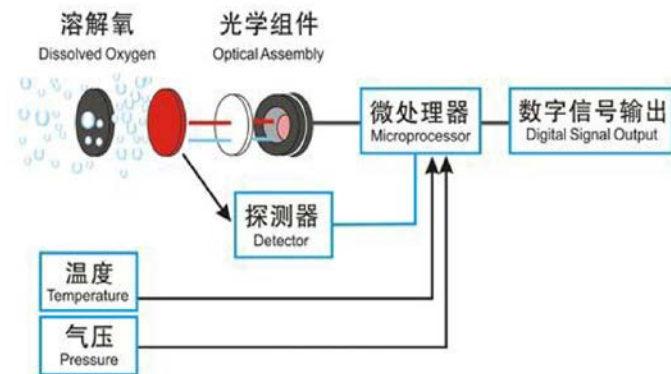 溶解氧
Dissolved Oxygen
光学组件
Optical Assembly
微处理器
Microprocessor
数字信号输出
Digital Signal Output
探测器
Detector
温度
Temperature
气压
Pressure